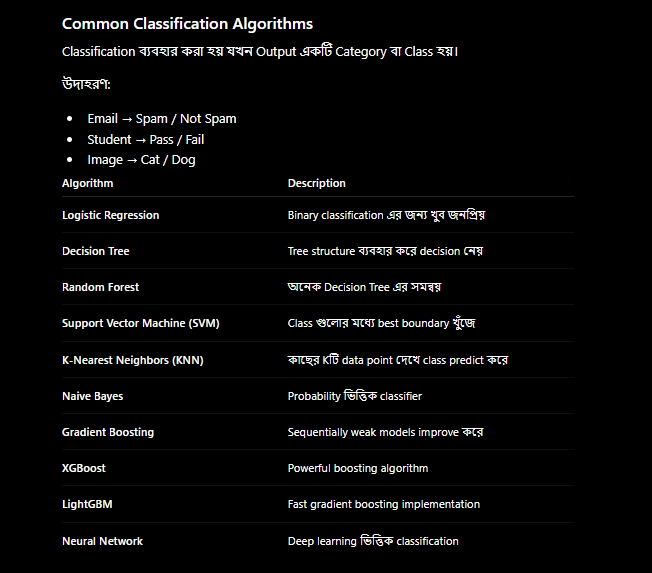 Common Classification Algorithms
Classification ব্যবহার করা হয় যখন Output একটি Category বা Class হয়।
উদাহরণ:
• Email → Spam / Not Spam
• Student → Pass / Fail
• Image → Cat / Dog
Algorithm Description
Logistic Regression Binary classification এর জন্য খুব জনপ্রিয়
Decision Tree Tree structure ব্যবহার করে decision নেয়
Random Forest অনেক Decision Tree এর সমন্বয়
Support Vector Machine (SVM) Class গুলোর মধ্যে best boundary খুঁজে
K-Nearest Neighbors (KNN) কাছের Kটি data point দেখে class predict করে
Naive Bayes Probability ভিত্তিক classifier
Gradient Boosting Sequentially weak models improve করে
XGBoost Powerful boosting algorithm
LightGBM Fast gradient boosting implementation
Neural Network Deep learning ভিত্তিক classification